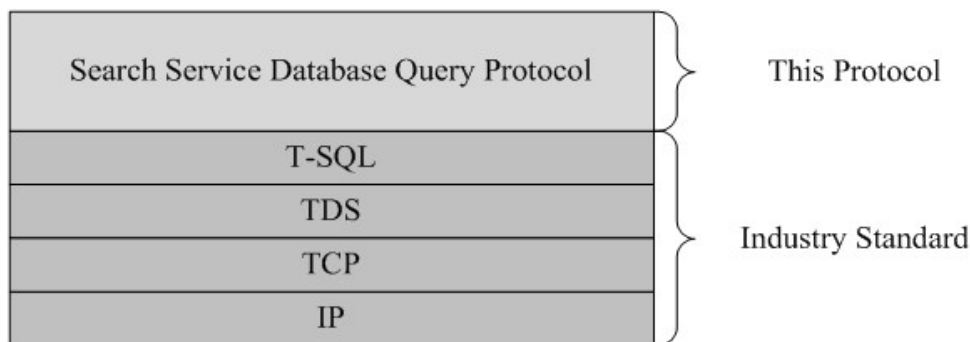 Search Service Database Query Protocol
This Protocol
T-SQL
TDS
Industry Standard
TCP
IP